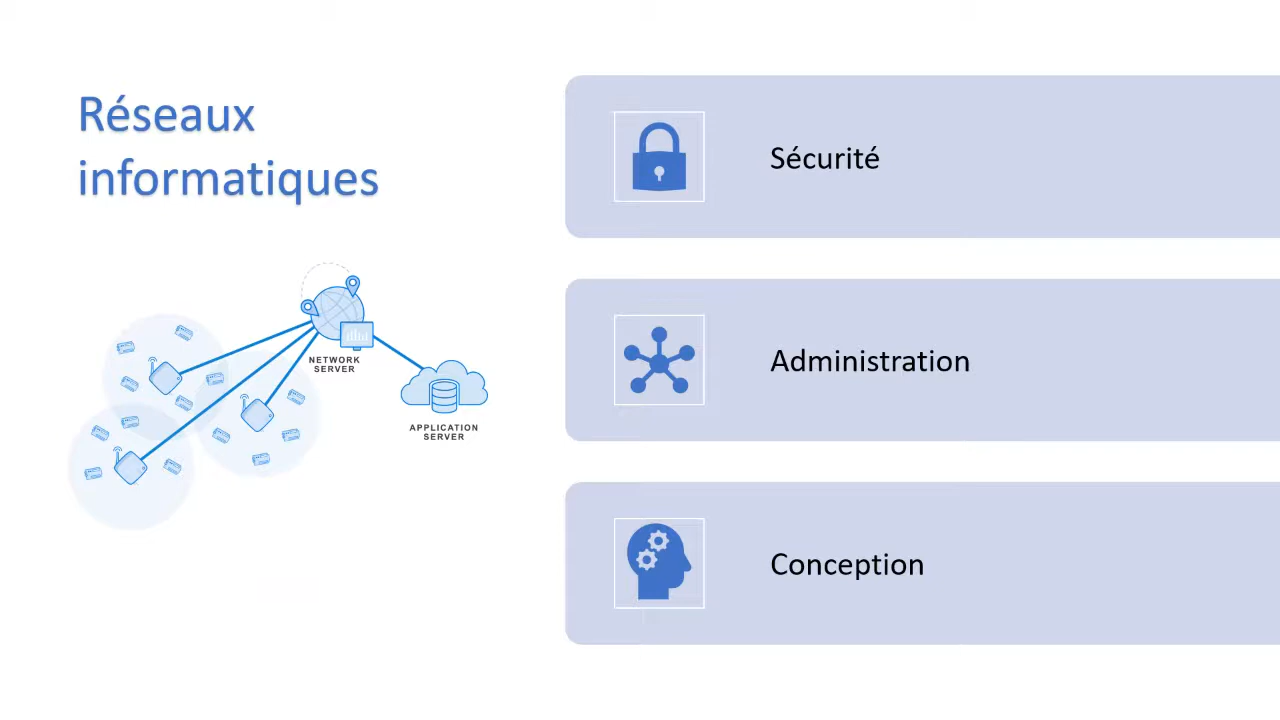 Réseaux
informatiques
NETWORK
SERVER
APPLICATION
SERVER
Sécurité
Administration
Conception